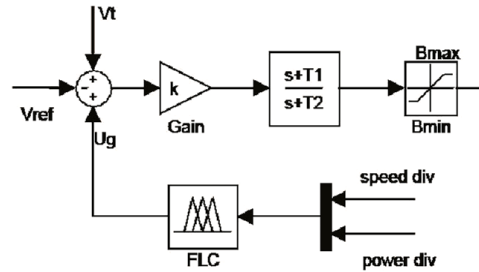 Vt
Vref
Ug
k
Gain
s+T1
s+T2
Bmax
Bmin
speed div
power div
FLC